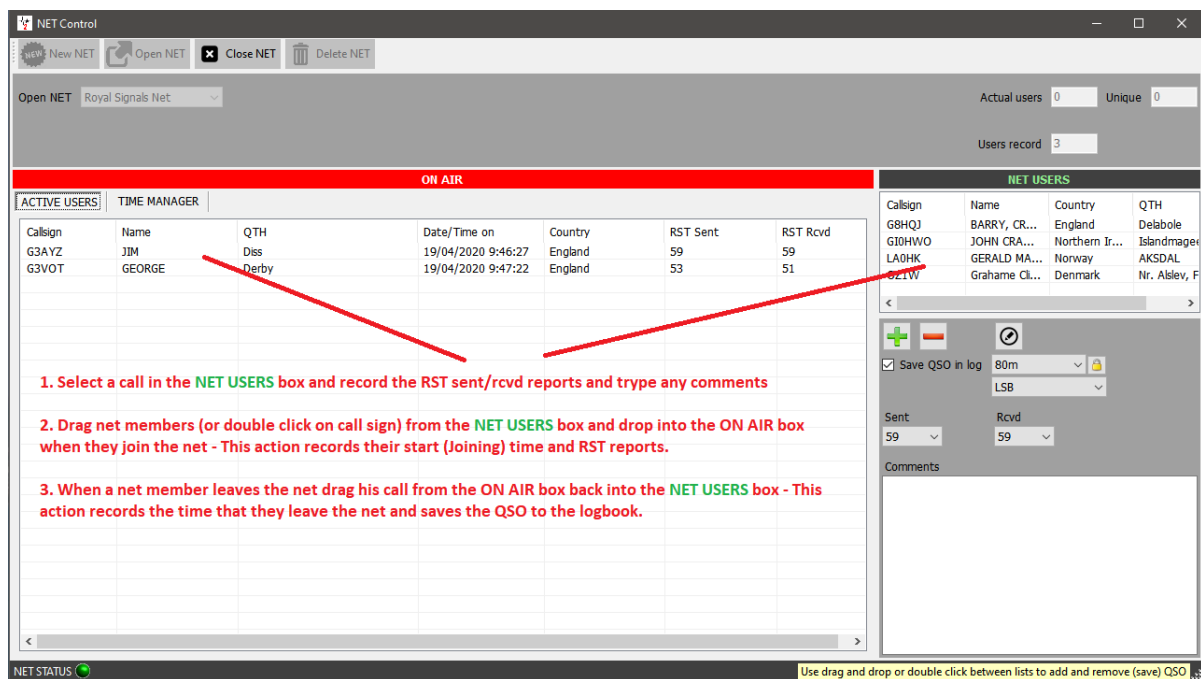 NET Control
NEW New NET Open NET Close NET Delete NET
Open NET Royal Signals Net Actual users 0 Unique 0
Users record 3
ON AIR
ACTIVE USERS TIME MANAGER
Callsign Name QTH Date/Time on Country RST Sent RST Rcvd
G3AYZ JIM Diss 19/04/2020 9:46:27 England 59 59
G3VOT GEORGE Derby 19/04/2020 9:47:22 England 53 51
1. Select a call in the NET USERS box and record the RST sent/rcvd reports and trype any comments
2. Drag net members (or double click on call sign) from the NET USERS box and drop into the ON AIR box
when they join the net - This action records their start (Joining) time and RST reports.
3. When a net member leaves the net drag his call from the ON AIR box back into the NET USERS box - This
action records the time that they leave the net and saves the QSO to the logbook.
NET USERS
Callsign Name Country QTH
G8HQJ BARRY, CR... England Delabole
GI0HWO JOHN CRA... Northern Ir... Islandmagee
LA0HK GERALD MA... Norway AKSDAL
OZ1W Grahame Cli... Denmark Nr. Alslev, F
Save QSO in log 80m
LSB
Sent Rcvd
59 59
Comments
NET STATUS
Use drag and drop or double click between lists to add and remove (save) QSO